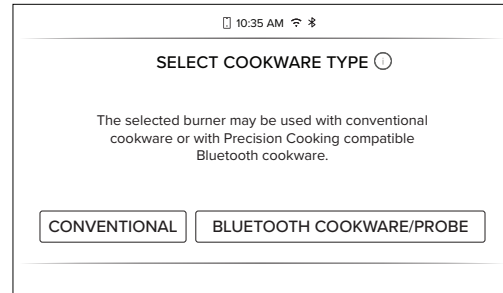 10:35 AM
SELECT COOKWARE TYPE
The selected burner may be used with conventional
cookware or with Precision Cooking compatible
Bluetooth cookware.
CONVENTIONAL
BLUETOOTH COOKWARE/PROBE